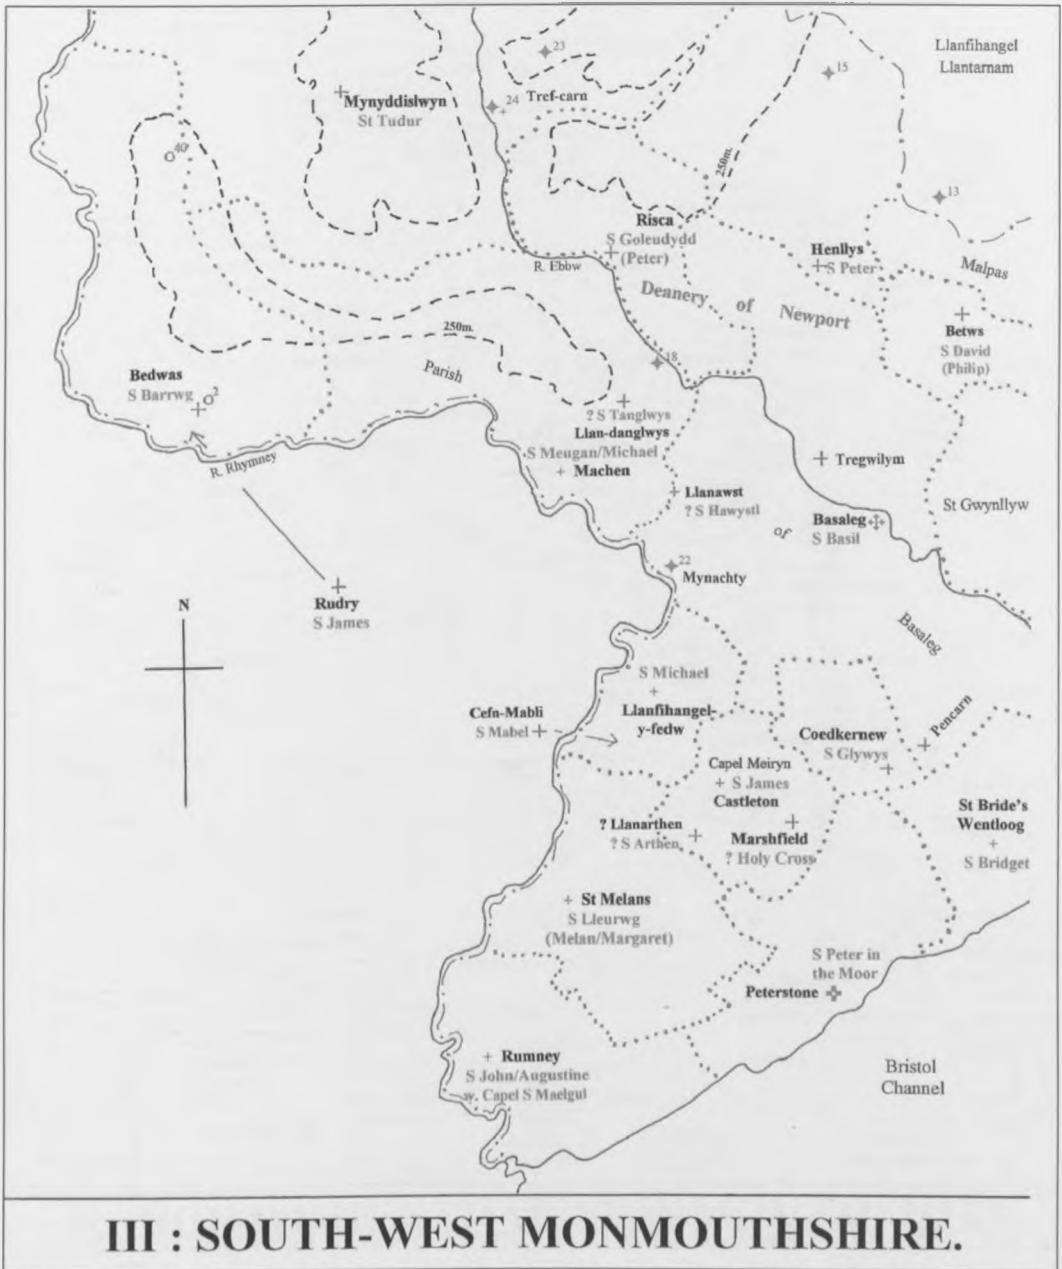 Llanfihangel
Llantarnam
23
15
24
Tref-carn
Mynyddislwyn
St Tudur
40
250m.
13
Risca
S Goleudydd
(Peter)
R. Ebbw
Henllys
S Peter
Malpas
Deanery of Newport
Betws
S David
(Philip)
250m.
18
Parish
Bedwas
S Barrwg
2
? S Tanglwys
Llan-danglwys
S Meugan/Michael
Machen
R. Rhymney
Tregwilym
Llanawst
? S Hawystl
St Gwynllyw
of
Basaleg
S Basil
22
Mynachty
Rudry
S James
N
Basaleg
S Michael
Llanfihangel-
y-fedw
Cefn-Mabli
S Mabel
Pencarn
Coedkernew
S Glywys
Capel Meiryn
S James
Castleton
St Bride's
Wentloog
S Bridget
? Llanarthen
? S Arthen
Marshfield
? Holy Cross
St Melans
S Lleurwg
(Melan/Margaret)
S Peter in
the Moor
Peterstone
Rumney
S John/Augustine
w. Capel S Maelgul
Bristol
Channel
III : SOUTH-WEST MONMOUTHSHIRE.